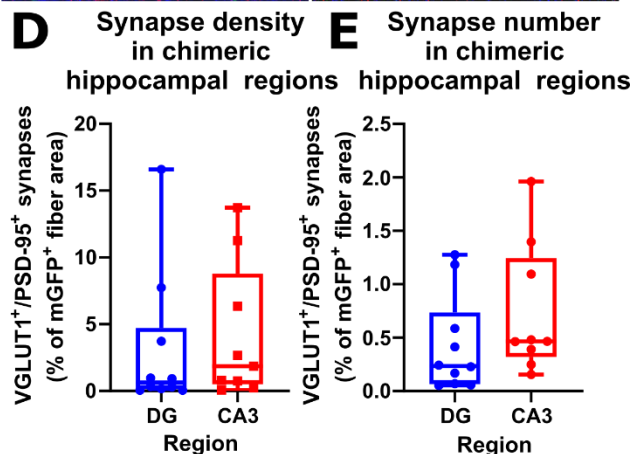 D
Synapse density
in chimeric
hippocampal regions
VGLUT1+/PSD-95+ synapses
(% of mGFP+ fiber area)
20
15
10
5
0
DG CA3
Region
E
Synapse number
in chimeric
hippocampal regions
VGLUT1+/PSD-95+ synapses
(% of mGFP+ fiber area)
2.5
2.0
1.5
1.0
0.5
0.0
DG CA3
Region